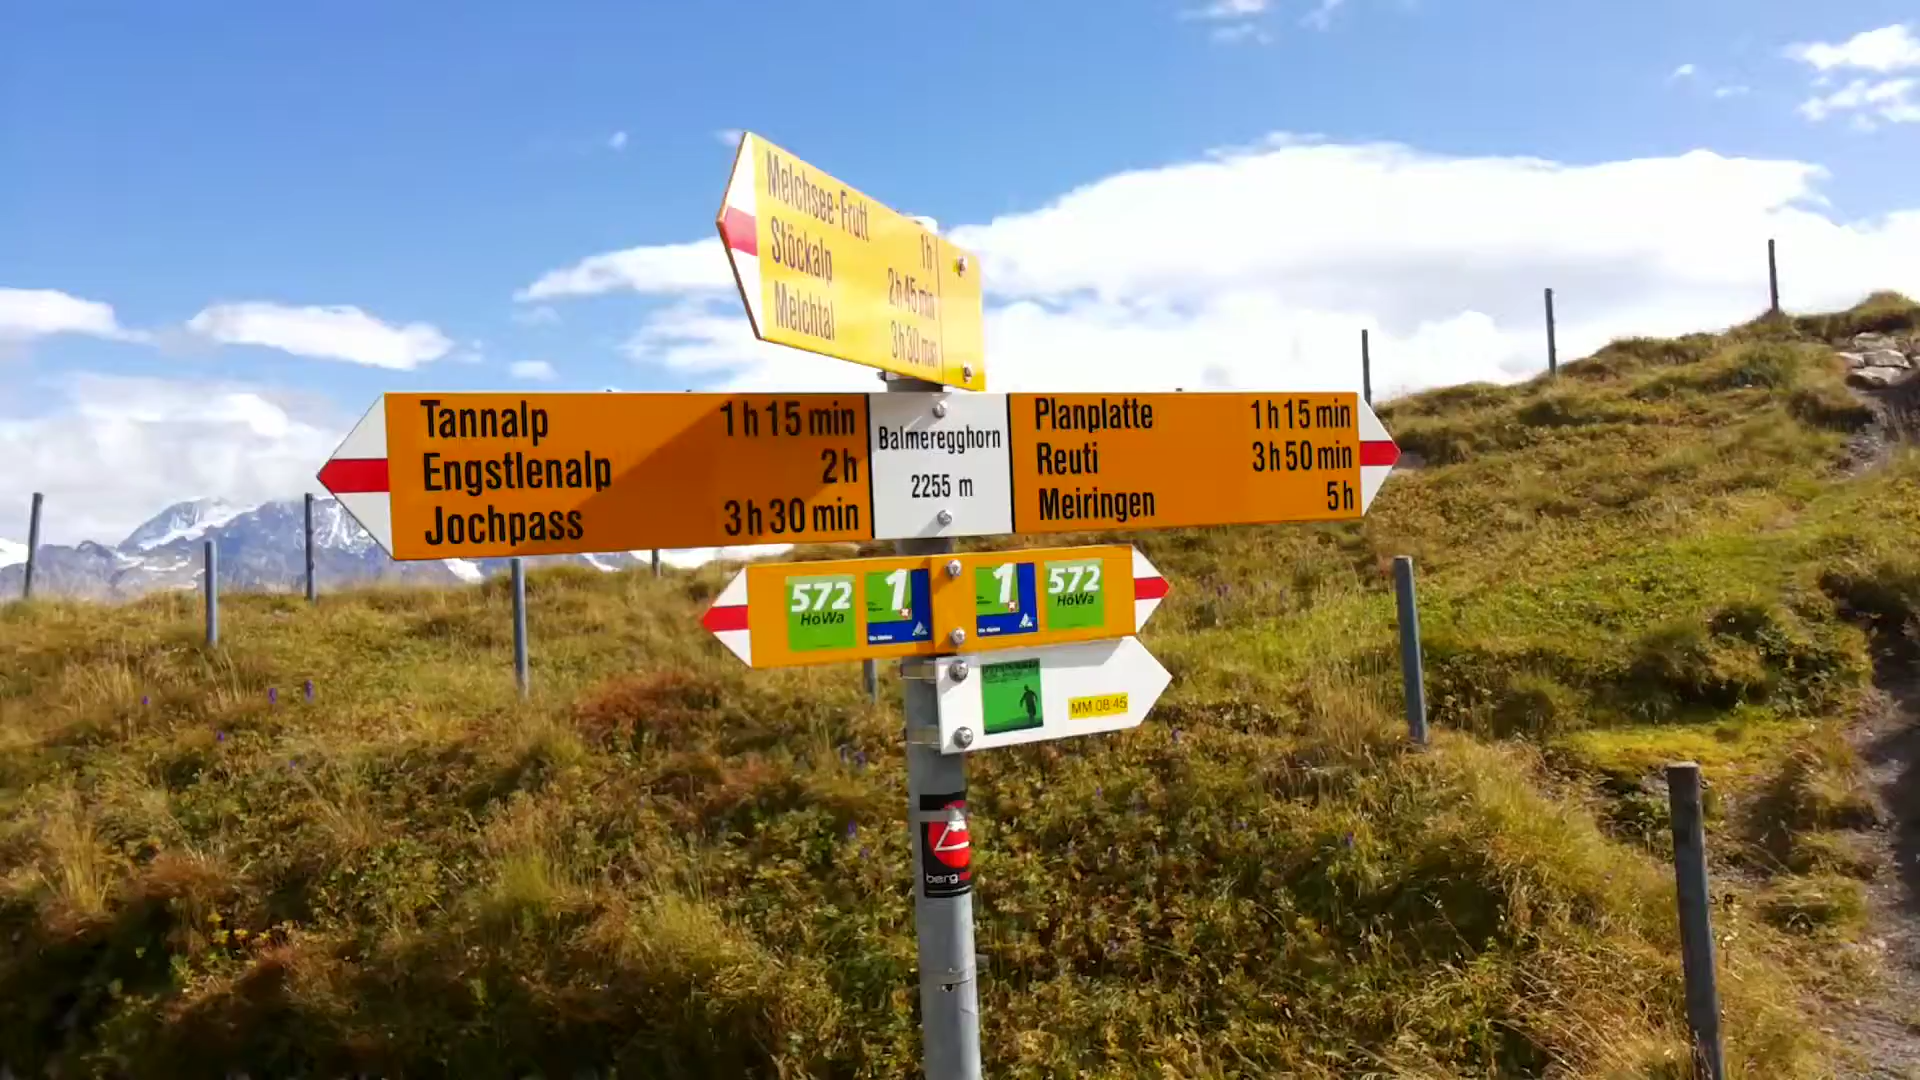 Melchsee-Frutt 1h
Stöckalp 2h45min
Melchtal 3h30min
Tannalp 1h15min
Engstlenalp 2h
Jochpass 3h30min
Balmeregghorn
2255 m
Planplatte 1h15min
Reuti 3h50min
Meiringen 5h
572
HöWa
1
1
572
HöWa
MM 08:45
berg